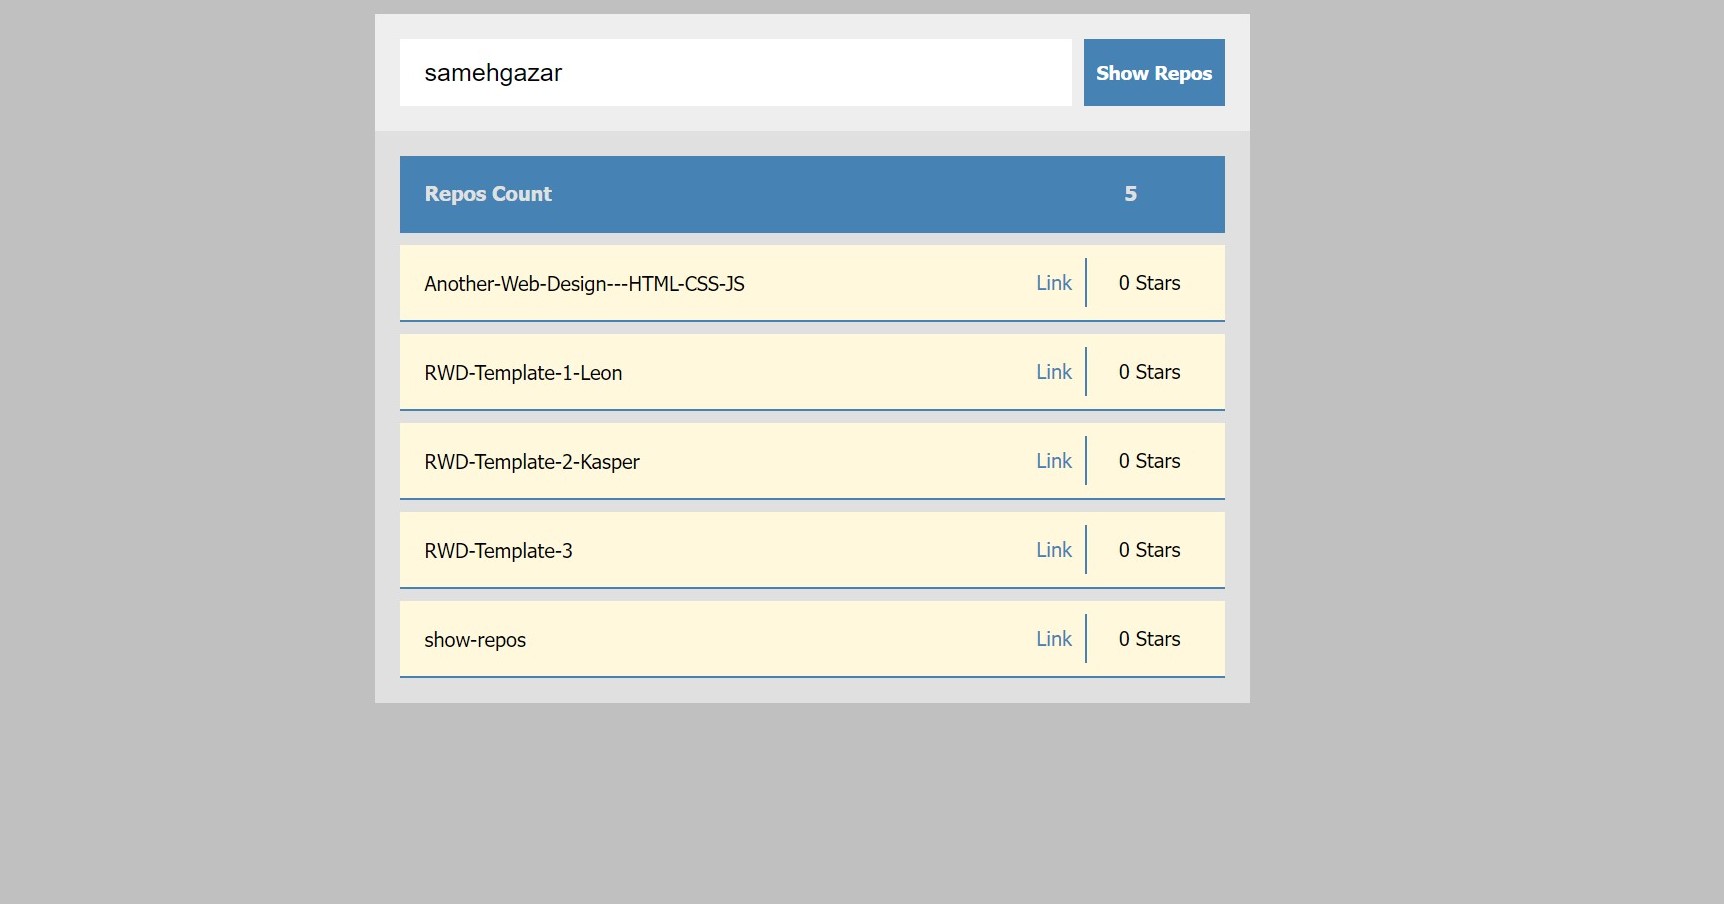 samehgazar Show Repos
Repos Count 5
Another-Web-Design---HTML-CSS-JS Link 0 Stars
RWD-Template-1-Leon Link 0 Stars
RWD-Template-2-Kasper Link 0 Stars
RWD-Template-3 Link 0 Stars
show-repos Link 0 Stars